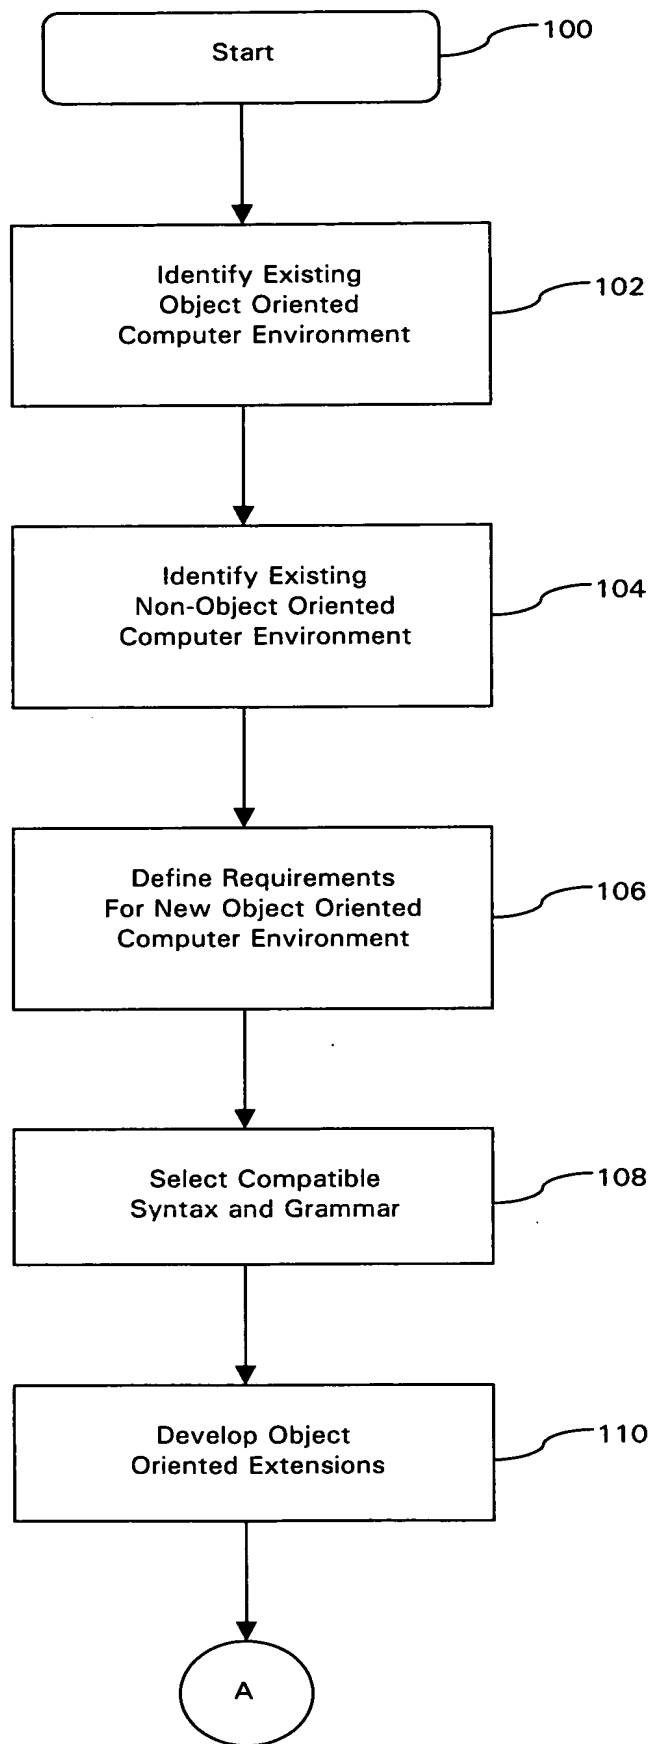 Start
100
Identify Existing
Object Oriented
Computer Environment
102
Identify Existing
Non-Object Oriented
Computer Environment
104
Define Requirements
For New Object Oriented
Computer Environment
106
Select Compatible
Syntax and Grammar
108
Develop Object
Oriented Extensions
110
A